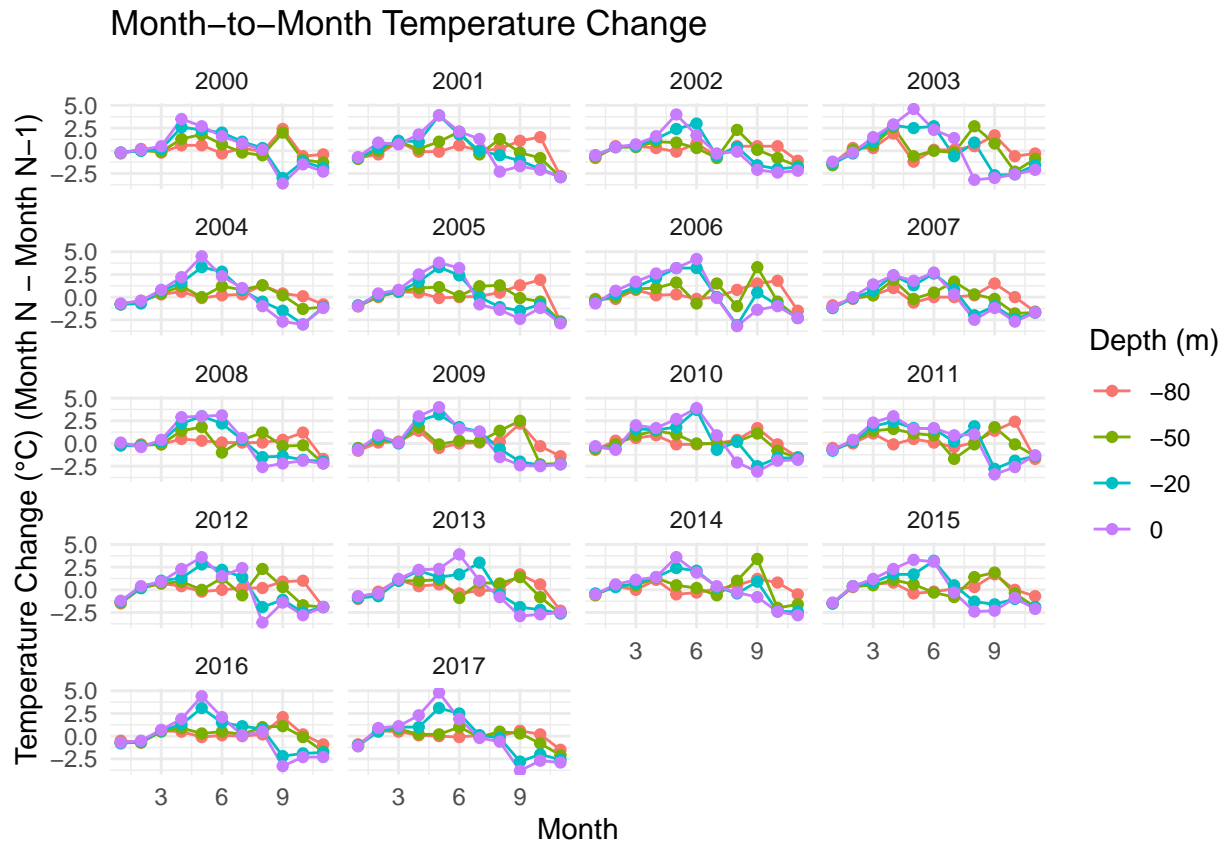 Month−to−Month Temperature Change
Temperature Change (°C) (Month N − Month N−1)
2000 2001 2002 2003
5.0
2.5
0.0
−2.5
2004 2005 2006 2007
5.0
2.5
0.0
−2.5
2008 2009 2010 2011
5.0
2.5
0.0
−2.5
2012 2013 2014 2015
5.0
2.5
0.0
−2.5
3 6 9 3 6 9
2016 2017
5.0
2.5
0.0
−2.5
3 6 9 3 6 9
Month
Depth (m)
−80
−50
−20
0